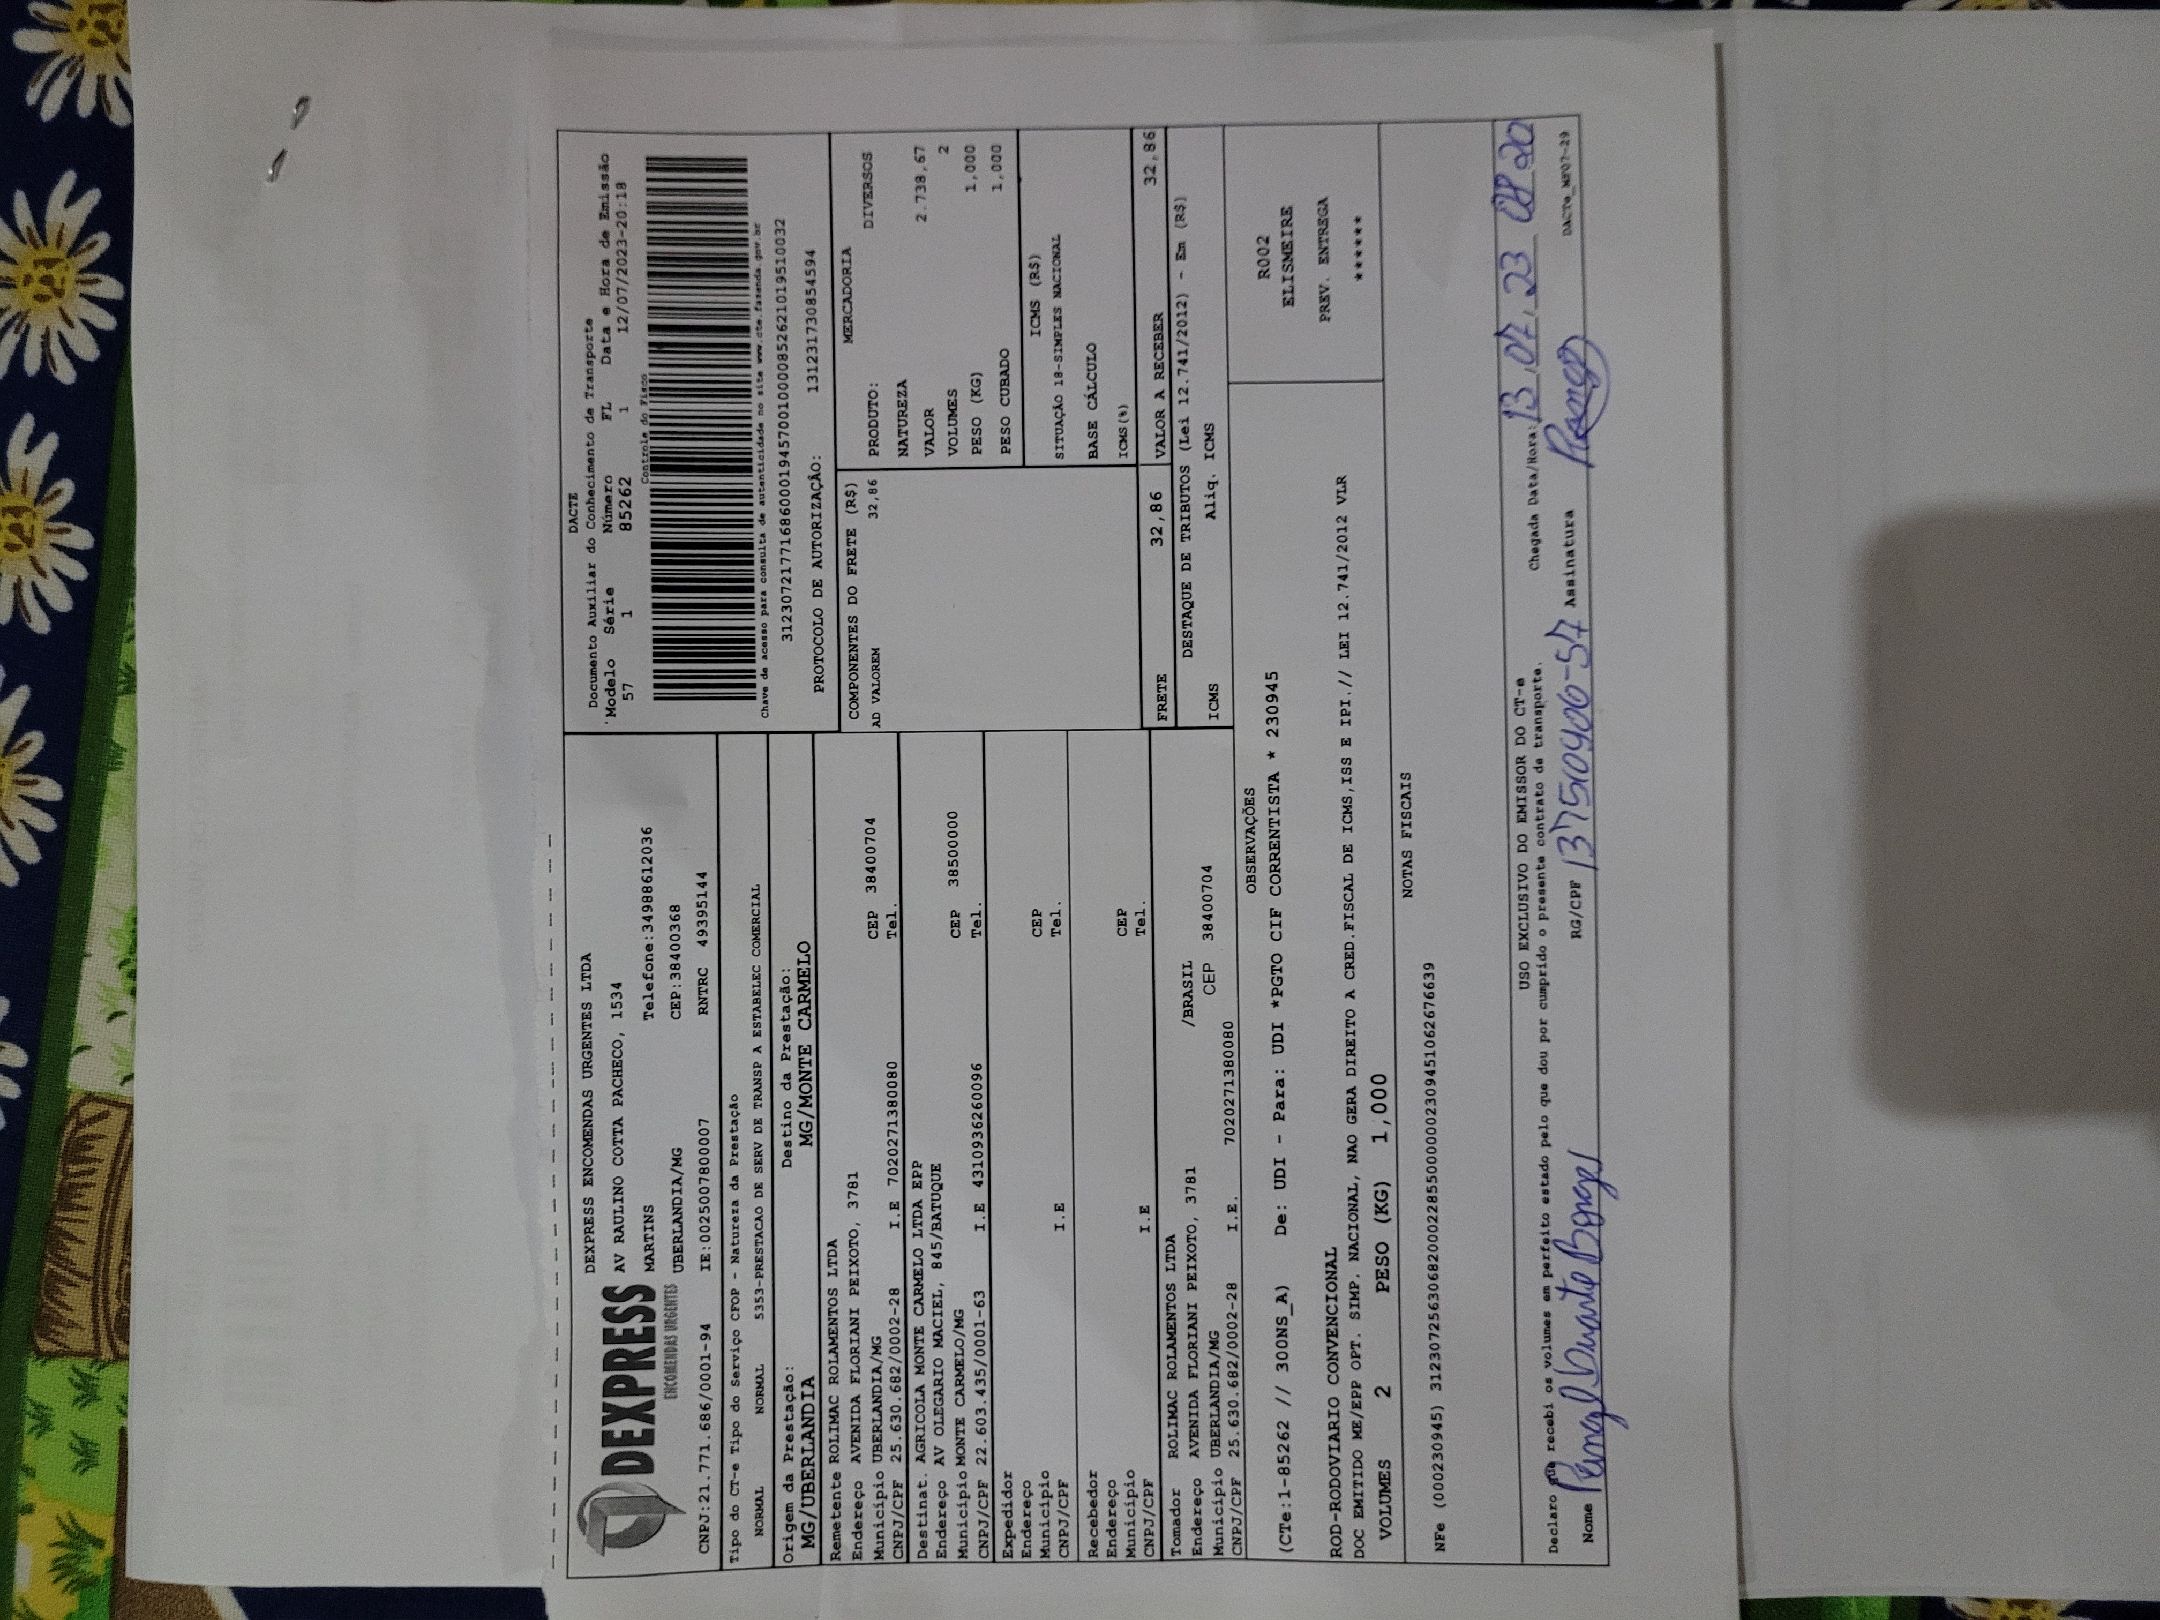 DEXPRESS
ENCOMENDAS URGENTES
DEXPRESS ENCOMENDAS URGENTES LTDA
AV RAULINO COTTA PACHECO, 1534
MARTINS Telefone:34988612036
UBERLANDIA/MG CEP:38400368
CNPJ:21.771.686/0001-94 IE:0025007800007 RNTRC 49395144
DACTE
Documento Auxiliar do Conhecimento de Transporte
Modelo Série Número FL Data e Hora de Emissão
57 1 85262 1 12/07/2023-20:18
Controle do Fisco
Chave de acesso para consulta de autenticidade no site www.cte.fazenda.gov.br
31230721771686000194570010000852621019510032
PROTOCOLO DE AUTORIZAÇÃO: 131231730854594
Tipo do CT-e Tipo do Serviço CFOP - Natureza da Prestação
NORMAL NORMAL 5353-PRESTACAO DE SERV DE TRANSP A ESTABELEC COMERCIAL
Origem da Prestação: Destino da Prestação:
MG/UBERLANDIA MG/MONTE CARMELO
Remetente ROLIMAC ROLAMENTOS LTDA
Endereço AVENIDA FLORIANI PEIXOTO, 3781
Município UBERLANDIA/MG CEP 38400704
CNPJ/CPF 25.630.682/0002-28 I.E 7020271380080 Tel.
Destinat. AGRICOLA MONTE CARMELO LTDA EPP
Endereço AV OLEGARIO MACIEL, 845/BATUQUE
Município MONTE CARMELO/MG CEP 38500000
CNPJ/CPF 22.603.435/0001-63 I.E 4310936260096 Tel.
Expedidor
Endereço
Município CEP
CNPJ/CPF I.E Tel.
Recebedor
Endereço
Município CEP
CNPJ/CPF I.E Tel.
Tomador ROLIMAC ROLAMENTOS LTDA
Endereço AVENIDA FLORIANI PEIXOTO, 3781 /BRASIL
Município UBERLANDIA/MG CEP 38400704
CNPJ/CPF 25.630.682/0002-28 I.E. 7020271380080
COMPONENTES DO FRETE (R$)
AD VALOREM 32,86
MERCADORIA
PRODUTO: DIVERSOS
NATUREZA
VALOR 2.738,67
VOLUMES 2
PESO (KG) 1,000
PESO CUBADO 1,000
ICMS (R$)
SITUAÇÃO 18-SIMPLES NACIONAL
BASE CÁLCULO
ICMS(%)
FRETE 32,86 VALOR A RECEBER 32,86
DESTAQUE DE TRIBUTOS (Lei 12.741/2012) - Em (R$)
ICMS Aliq. ICMS
OBSERVAÇÕES
(CTe:1-85262 // 300NS_A) De: UDI - Para: UDI *PGTO CIF CORRENTISTA * 230945
ROD-RODOVIARIO CONVENCIONAL
DOC EMITIDO ME/EPP OPT. SIMP. NACIONAL, NAO GERA DIREITO A CRED.FISCAL DE ICMS,ISS E IPI.// LEI 12.741/2012 VLR
VOLUMES 2 PESO (KG) 1,000
R002
ELISMEIRE
PREV. ENTREGA
******
NOTAS FISCAIS
NFe (000230945) 31230725630682000228550000002309451062676639
USO EXCLUSIVO DO EMISSOR DO CT-e
Declaro que recebi os volumes em perfeito estado pelo que dou por cumprido o presente contrato de transporte. Chegada Data/Hora: 13,07,23
Nome Duarte RG/CPF 137510906-57 Assinatura
DACTe_MP07-29